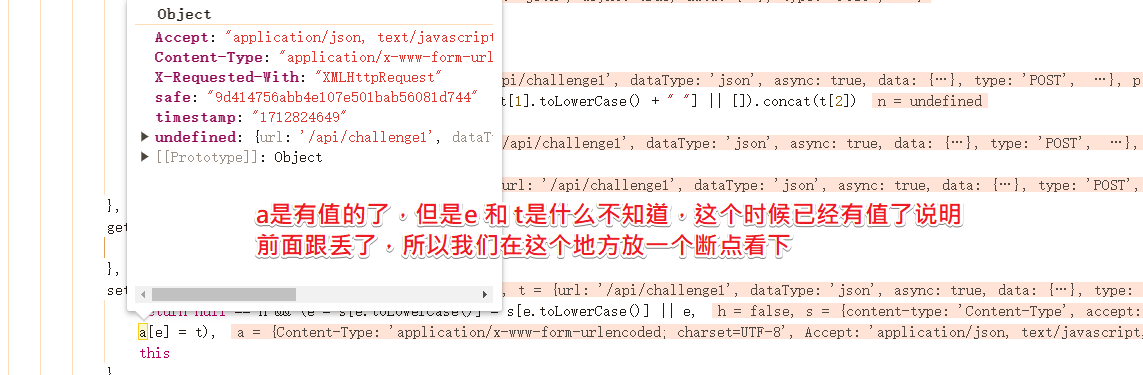 Object
Accept: "application/json, text/javascript
Content-Type: "application/x-www-form-url
X-Requested-With: "XMLHttpRequest"
safe: "9d414756abb4e107e501bab56081d744"
timestamp: "1712824649"
undefined: {url: '/api/challenge1', dataT
[[Prototype]]: Object
api/challenge1', dataType: 'json', async: true, data: {…}, type: 'POST', …}, p
t[1].toLowerCase() + " "] || []).concat(t[2]) n = undefined
/api/challenge1', dataType: 'json', async: true, data: {…}, type: 'POST', …},
url: '/api/challenge1', dataType: 'json', async: true, data: {…}, type: 'POST',
a是有值的了，但是e 和 t是什么不知道，这个时候已经有值了说明
前面跟丢了，所以我们在这个地方放一个断点看下
},
get
},
set
, t = {url: '/api/challenge1', dataType: 'json', async: true, data: {…}, type:
return null == h && (e = s[e.toLowerCase()] = s[e.toLowerCase()] || e, h = false, s = {content-type: 'Content-Type', accept:
a[e] = t), a = {Content-Type: 'application/x-www-form-urlencoded; charset=UTF-8', Accept: 'application/json, text/javascript,
this
}